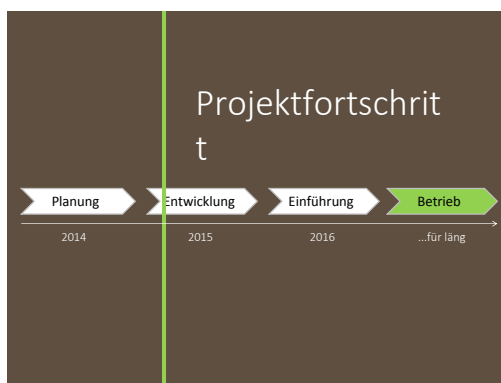 Projektfortschrit
t
Planung Entwicklung Einführung Betrieb
2014 2015 2016 ...für läng